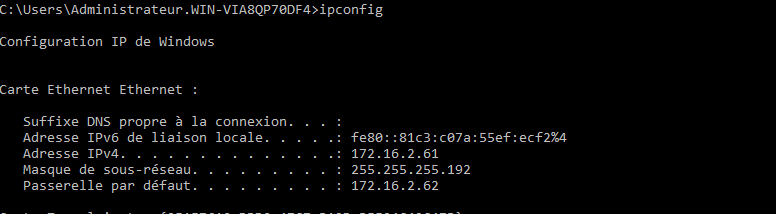 C:\Users\Administrateur.WIN-VIA8QP70DF4>ipconfig
Configuration IP de Windows
Carte Ethernet Ethernet :
Suffixe DNS propre à la connexion. . . :
Adresse IPv6 de liaison locale. . . . .: fe80::81c3:c07a:55ef:ecf2%4
Adresse IPv4. . . . . . . . . . . . . .: 172.16.2.61
Masque de sous-réseau. . . . . . . . . : 255.255.255.192
Passerelle par défaut. . . . . . . . . : 172.16.2.62